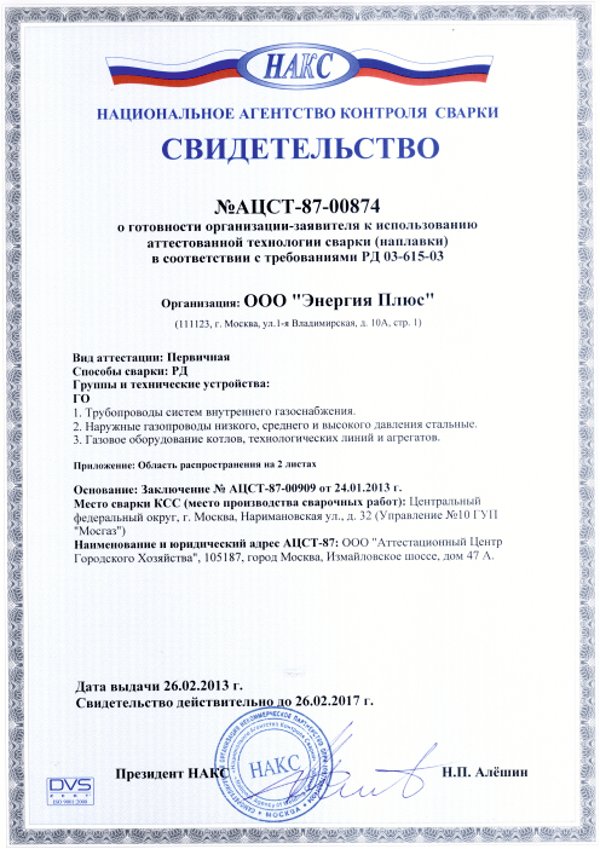 НАКС
НАЦИОНАЛЬНОЕ АГЕНТСТВО КОНТРОЛЯ СВАРКИ
СВИДЕТЕЛЬСТВО
№АЦСТ-87-00874
о готовности организации-заявителя к использованию
аттестованной технологии сварки (наплавки)
в соответствии с требованиями РД 03-615-03
Организация: ООО "Энергия Плюс"
(111123, г. Москва, ул.1-я Владимирская, д. 10А, стр. 1)
Вид аттестации: Первичная
Способы сварки: РД
Группы и технические устройства:
ГО
1. Трубопроводы систем внутреннего газоснабжения.
2. Наружные газопроводы низкого, среднего и высокого давления стальные.
3. Газовое оборудование котлов, технологических линий и агрегатов.
Приложение: Область распространения на 2 листах
Основание: Заключение № АЦСТ-87-00909 от 24.01.2013 г.
Место сварки КСС (место производства сварочных работ): Центральный
федеральный округ, г. Москва, Наримановская ул., д. 32 (Управление №10 ГУП
"Мосгаз")
Наименование и юридический адрес АЦСТ-87: ООО "Аттестационный Центр
Городского Хозяйства", 105187, город Москва, Измайловское шоссе, дом 47 А.
Дата выдачи 26.02.2013 г.
Свидетельство действительно до 26.02.2017 г.
Президент НАКС
Н.П. Алёшин
НАКС
МОСКВА
DVS
ZERT
ISO 9001:2008